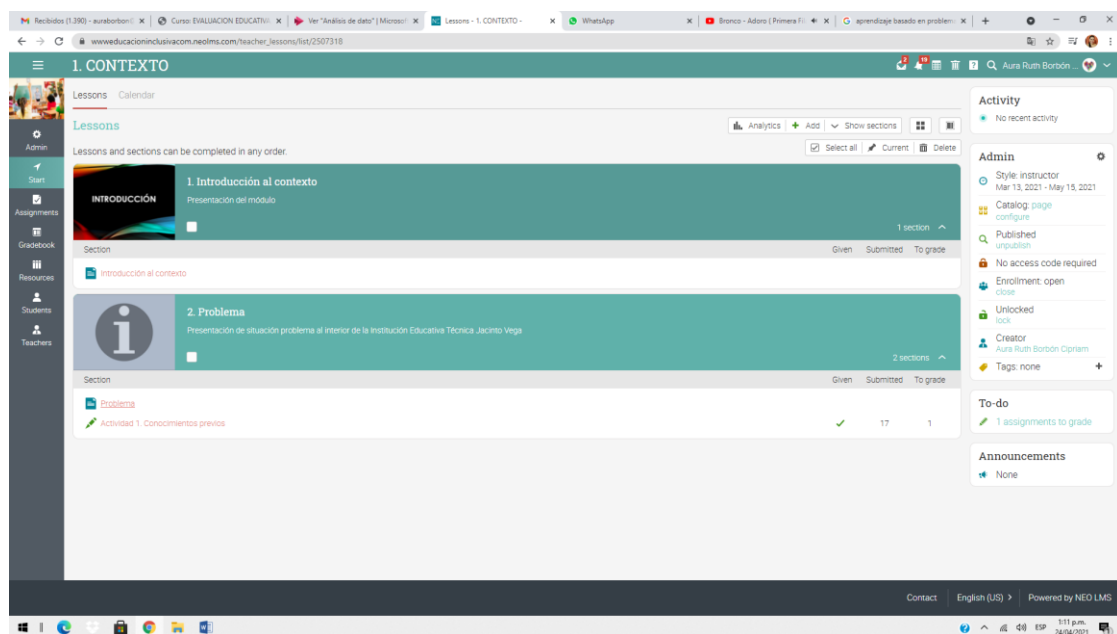 Recibidos (1.390) - auraborbon@
Curso: EVALUACION EDUCATIVA
Ver "Análisis de dato" | Microsof
Lessons - 1. CONTEXTO -
WhatsApp
Bronco - Adoro ( Primera Fil
aprendizaje basado en problem
wwweducacioninclusivacom.neolms.com/teacher_lessons/list/2507318
1. CONTEXTO
Aura Ruth Borbón ...
Admin
Start
Assignments
Gradebook
Resources
Students
Teachers
Lessons Calendar
Lessons
Analytics Add Show sections
Lessons and sections can be completed in any order.
Select all Current Delete
INTRODUCCIÓN
1. Introducción al contexto
Presentación del módulo
1 section
Section Given Submitted To grade
Introducción al contexto
2. Problema
Presentación de situación problema al interior de la Institución Educativa Técnica Jacinto Vega
2 sections
Section Given Submitted To grade
Problema
Actividad 1. Conocimientos previos 17 1
Activity
No recent activity
Admin
Style: instructor
Mar 13, 2021 - May 15, 2021
Catalog: page
configure
Published
unpublish
No access code required
Enrollment: open
close
Unlocked
lock
Creator
Aura Ruth Borbón Cipriam
Tags: none
To-do
1 assignments to grade
Announcements
None
Contact English (US) Powered by NEO LMS
ESP
1:11 p.m.
24/04/2021